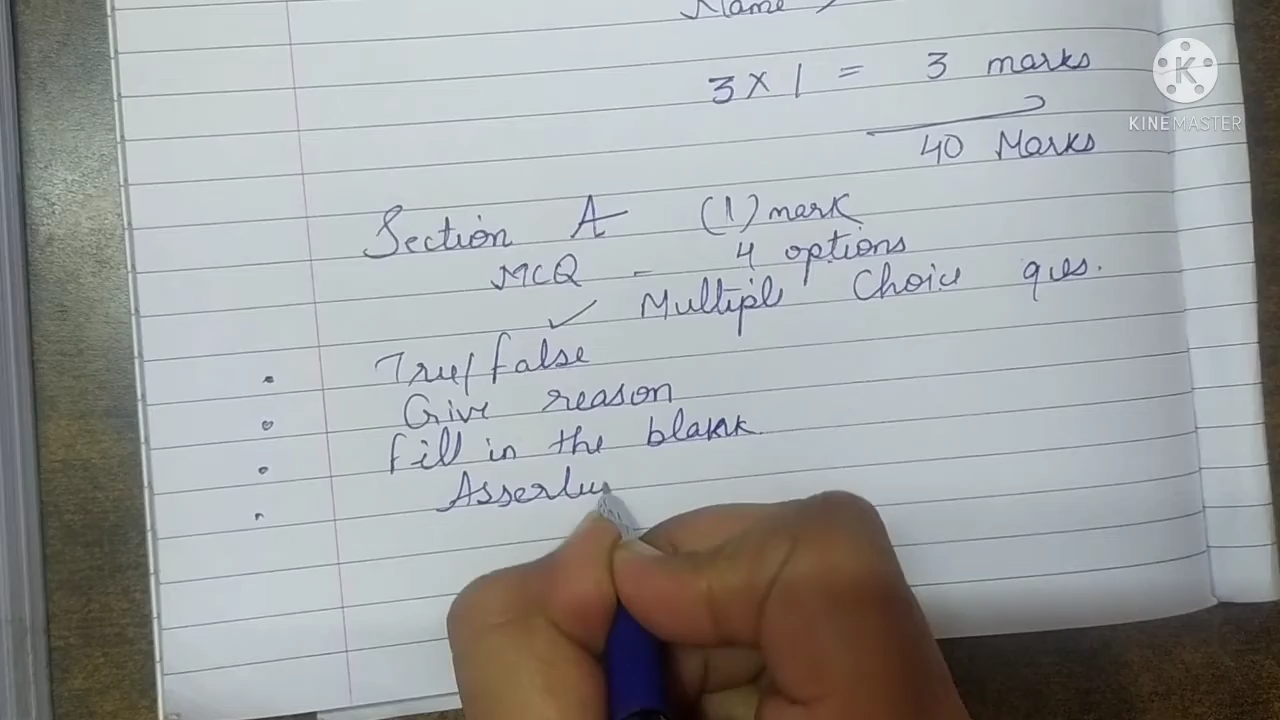 Name
3 × 1 = 3 marks
40 Marks
KINEMASTER
Section A (1) mark
MCQ - 4 options
✓ Multiple Choice ques.
• True/False
• Give reason
• Fill in the blank
•